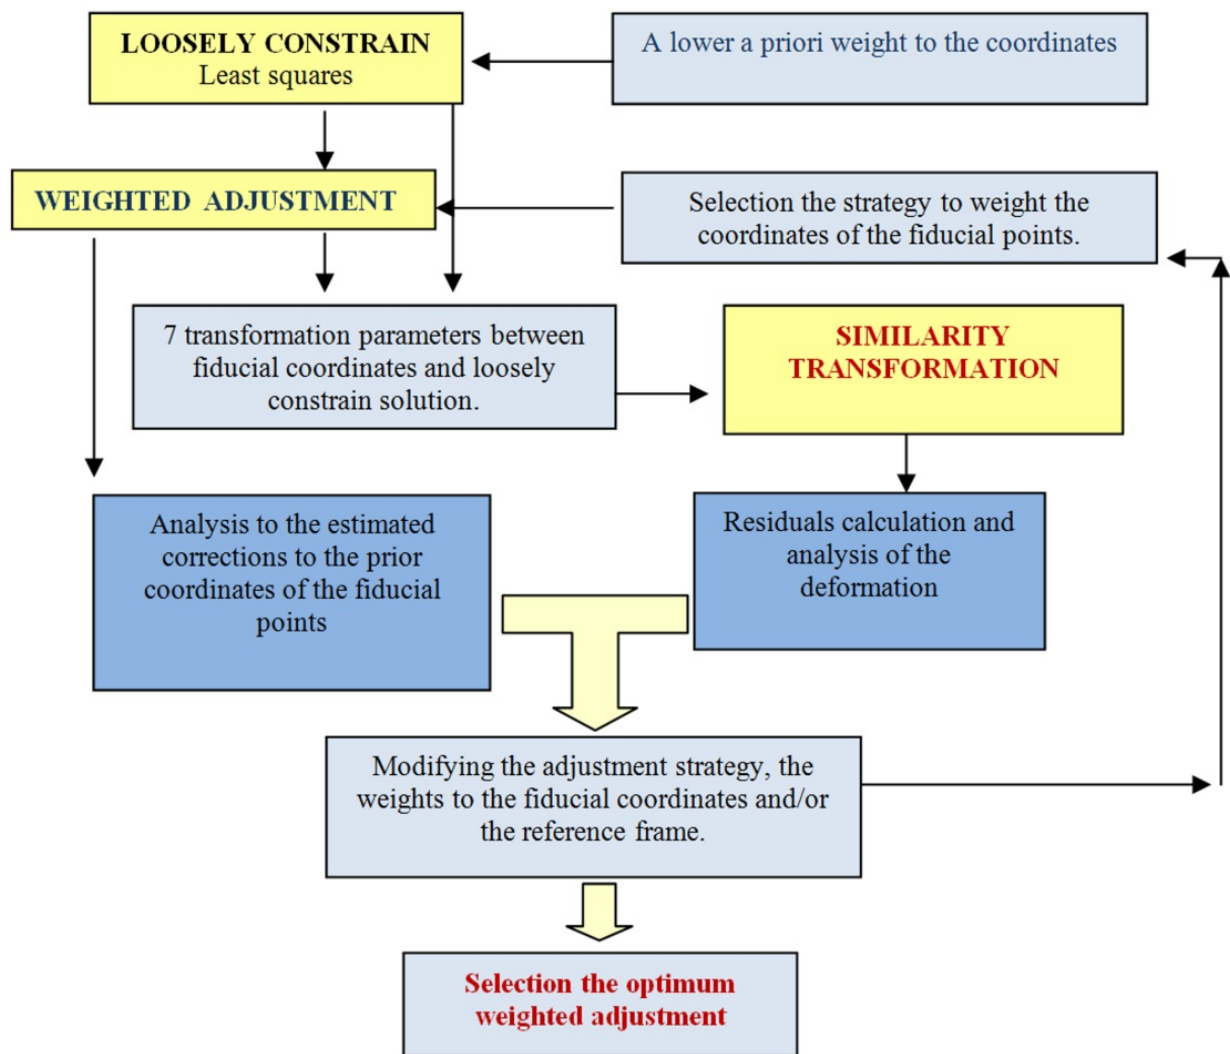 LOOSELY CONSTRAIN
Least squares
A lower a priori weight to the coordinates
WEIGHTED ADJUSTMENT
Selection the strategy to weight the
coordinates of the fiducial points.
7 transformation parameters between
fiducial coordinates and loosely
constrain solution.
SIMILARITY
TRANSFORMATION
Analysis to the estimated
corrections to the prior
coordinates of the fiducial
points
Residuals calculation and
analysis of the
deformation
Modifying the adjustment strategy, the
weights to the fiducial coordinates and/or
the reference frame.
Selection the optimum
weighted adjustment